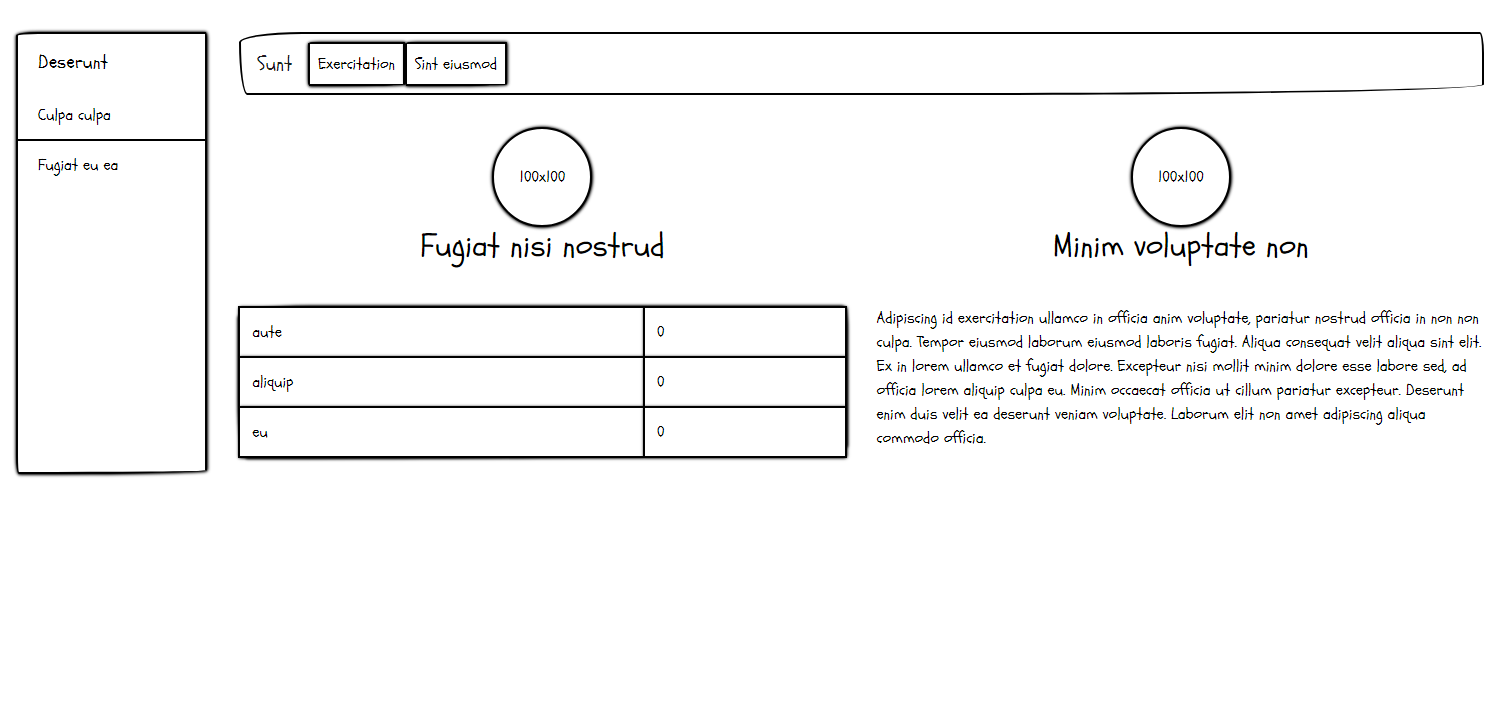 Deserunt
Culpa culpa
Fugiat eu ea
Sunt
Exercitation
Sint eiusmod
100x100
Fugiat nisi nostrud
aute 0
aliquip 0
eu 0
100x100
Minim voluptate non
Adipiscing id exercitation ullamco in officia anim voluptate, pariatur nostrud officia in non non
culpa. Tempor eiusmod laborum eiusmod laboris fugiat. Aliqua consequat velit aliqua sint elit.
Ex in lorem ullamco et fugiat dolore. Excepteur nisi mollit minim dolore esse labore sed, ad
officia lorem aliquip culpa eu. Minim occaecat officia ut cillum pariatur excepteur. Deserunt
enim duis velit ea deserunt veniam voluptate. Laborum elit non amet adipiscing aliqua
commodo officia.